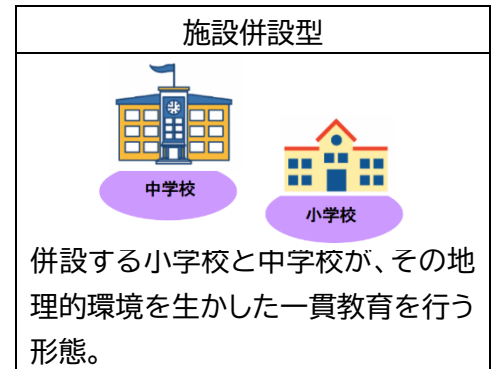 施設併設型
中学校
小学校
併設する小学校と中学校が、その地
理的環境を生かした一貫教育を行う
形態。